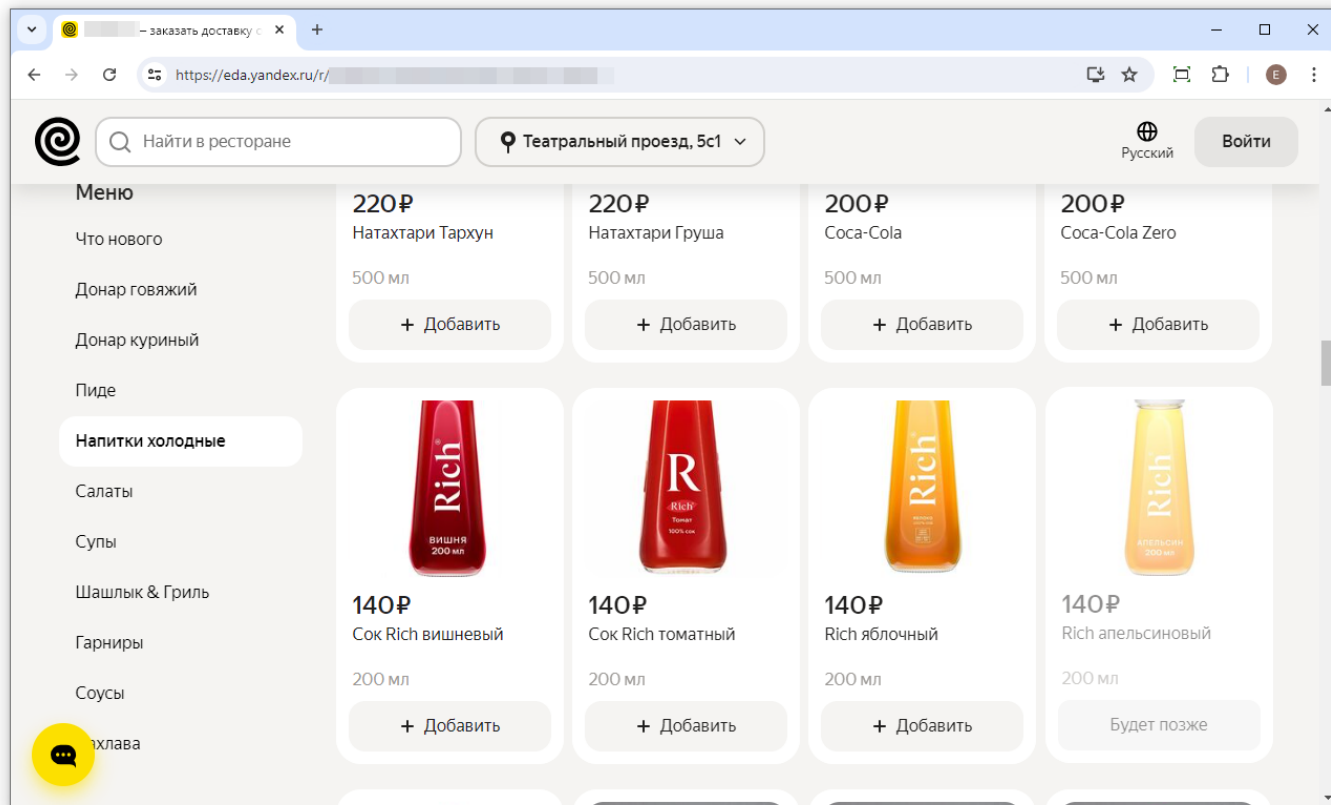 – заказать доставку с
https://eda.yandex.ru/r/
E
Найти в ресторане
Театральный проезд, 5с1
Русский
Войти
Меню
Что нового
Донар говяжий
Донар куриный
Пиде
Напитки холодные
Салаты
Супы
Шашлык & Гриль
Гарниры
Соусы
220₽ 220₽ 200₽ 200₽
Натахтари Тархун Натахтари Груша Coca-Cola Coca-Cola Zero
500 мл 500 мл 500 мл 500 мл
+ Добавить + Добавить + Добавить + Добавить
Rich
ВИШНЯ
200 мл
R
Rich
Томат
100% сок
Rich
ЯБЛОКО
Rich
АПЕЛЬСИН
200 мл
140₽ 140₽ 140₽ 140₽
Сок Rich вишневый Сок Rich томатный Rich яблочный Rich апельсиновый
200 мл 200 мл 200 мл 200 мл
+ Добавить + Добавить + Добавить Будет позже